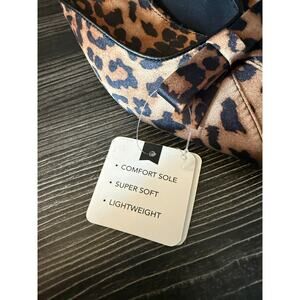 • COMFORT SOLE
• SUPER SOFT
• LIGHTWEIGHT